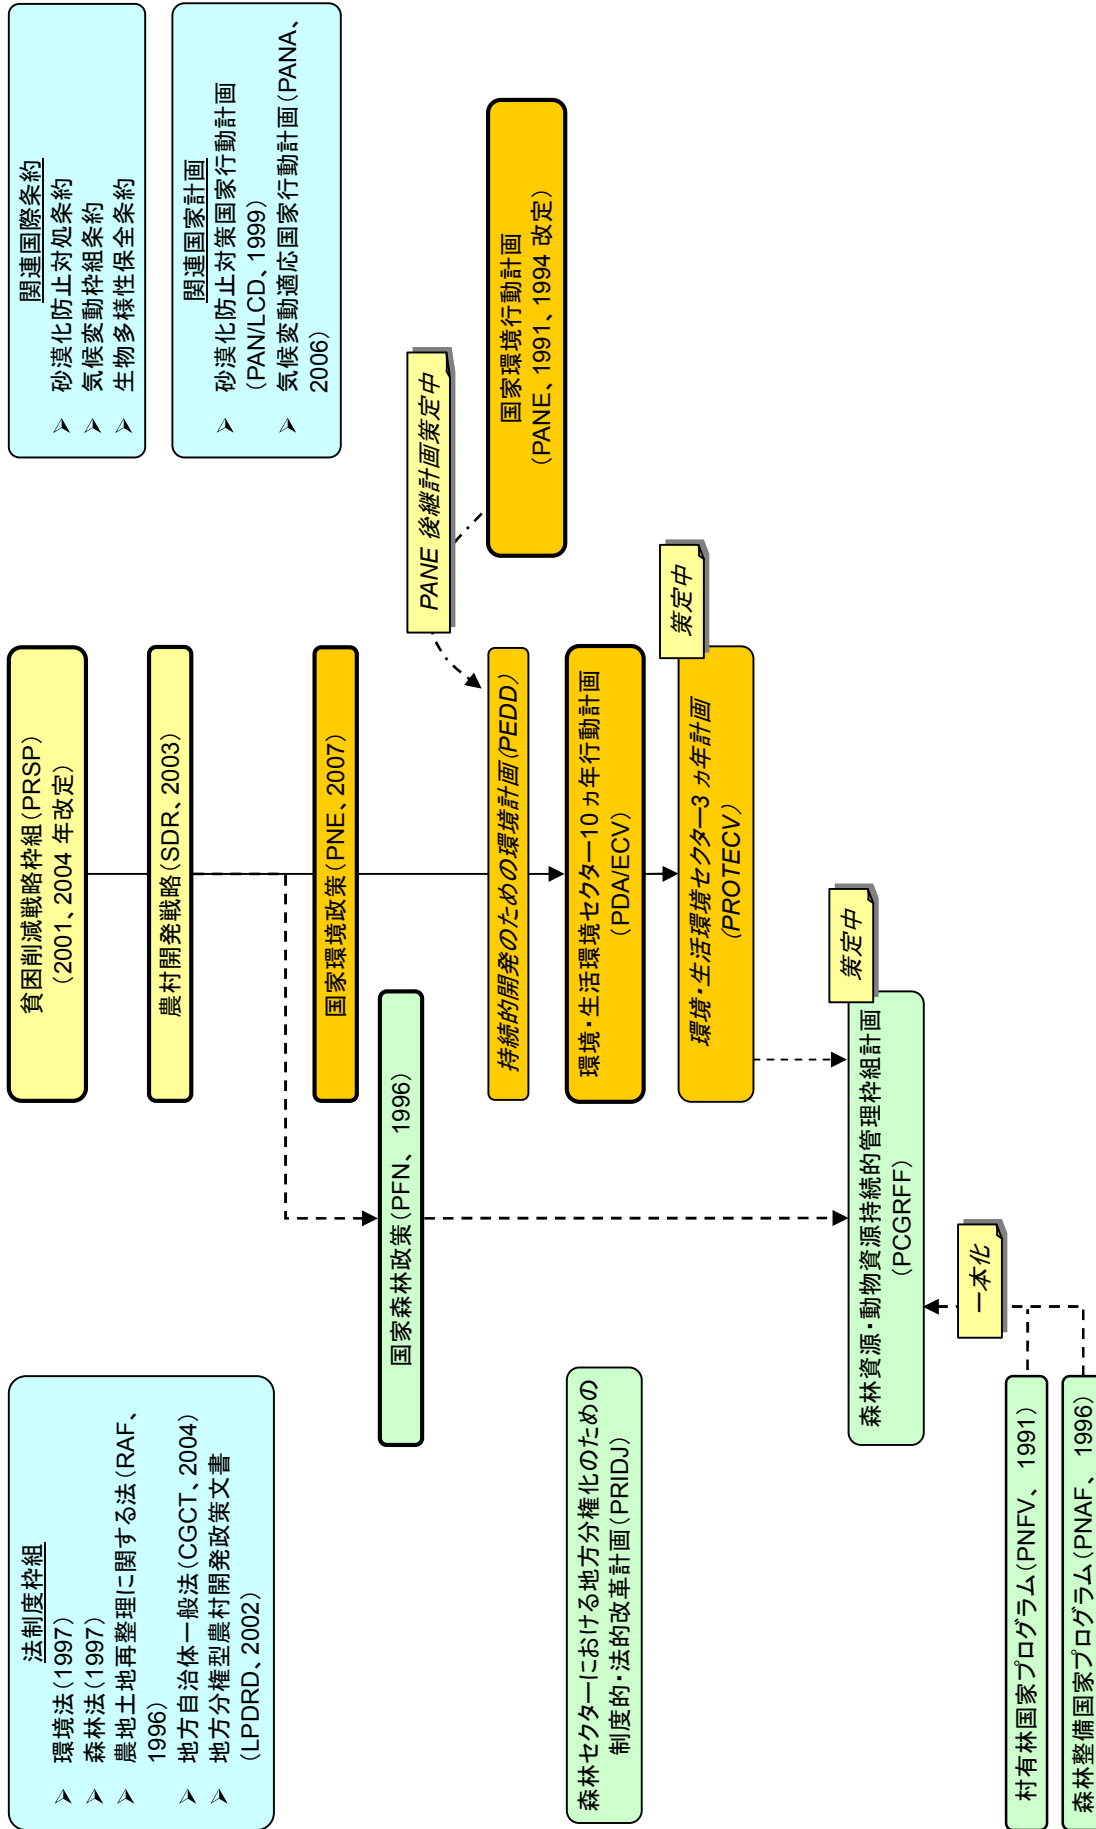 法制度枠組
➢ 環境法(1997)
➢ 森林法(1997)
➢ 農地土地再整理に関する法(RAF、
1996)
➢ 地方自治体一般法(CGCT、2004)
➢ 地方分権型農村開発政策文書
(LPDRD、2002)
貧困削減戦略枠組(PRSP)
(2001、2004 年改定)
関連国際条約
➢ 砂漠化防止対処条約
➢ 気候変動枠組条約
➢ 生物多様性保全条約
農村開発戦略(SDR、2003)
関連国家計画
➢ 砂漠化防止対策国家行動計画
(PAN/LCD、1999)
➢ 気候変動適応国家行動計画(PANA、
2006)
国家環境政策(PNE、2007)
国家森林政策(PFN、 1996)
PANE 後継計画策定中
持続的開発のための環境計画(PEDD)
国家環境行動計画
(PANE、1991、1994 改定)
森林セクターにおける地方分権化のための
制度的・法的改革計画(PRIDJ)
環境・生活環境セクター10 ヵ年行動計画
(PDA/ECV)
策定中
環境・生活環境セクター3 ヵ年計画
(PROTECV)
策定中
森林資源・動物資源持続的管理枠組計画
(PCGRFF)
一本化
村有林国家プログラム(PNFV、 1991)
森林整備国家プログラム(PNAF、 1996)